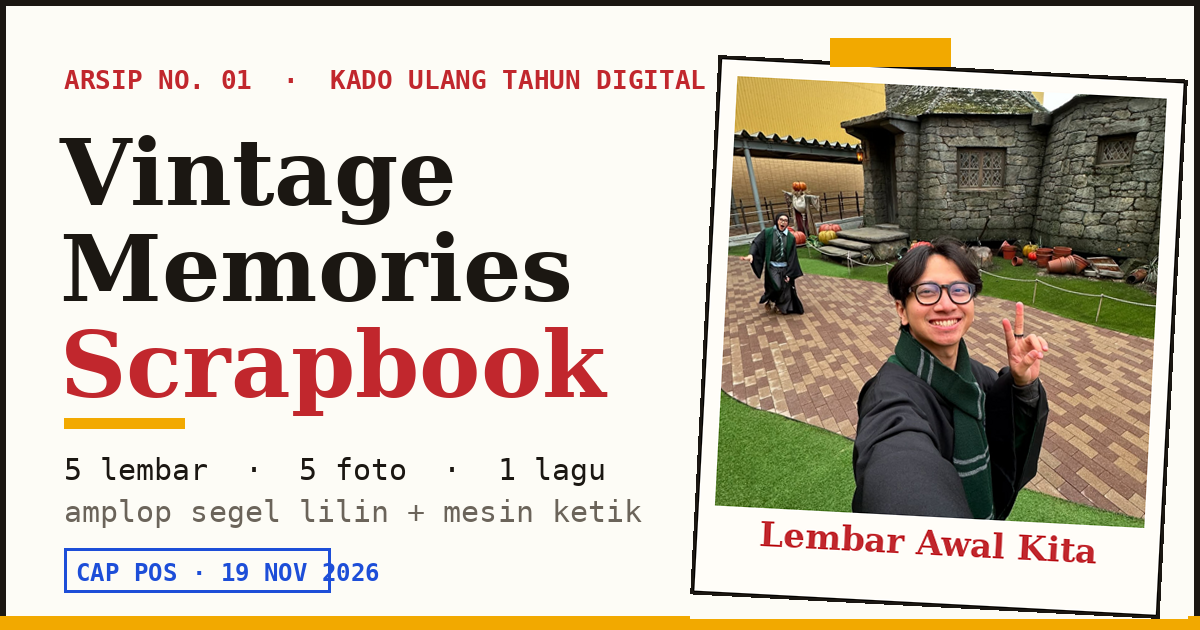 ARSIP NO. 01 · KADO ULANG TAHUN DIGITAL
Vintage
Memories
Scrapbook
5 lembar · 5 foto · 1 lagu
amplop segel lilin + mesin ketik
CAP POS · 19 NOV 2026
Lembar Awal Kita